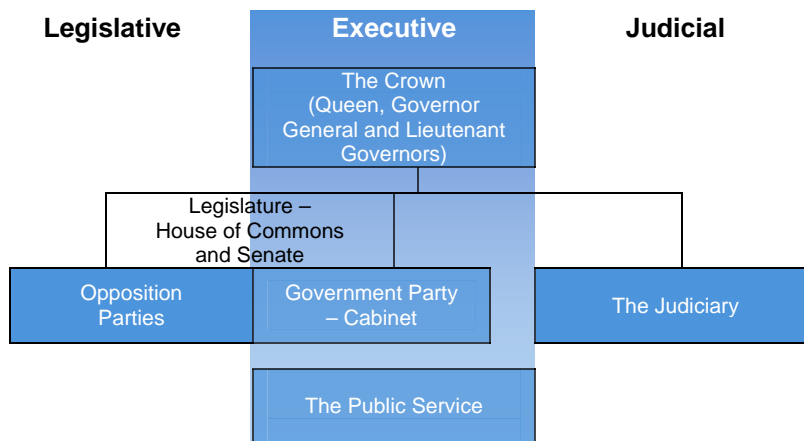 Legislative
Executive
Judicial
The Crown
(Queen, Governor
General and Lieutenant
Governors)
Legislature –
House of Commons
and Senate
Opposition
Parties
Government Party
– Cabinet
The Judiciary
The Public Service